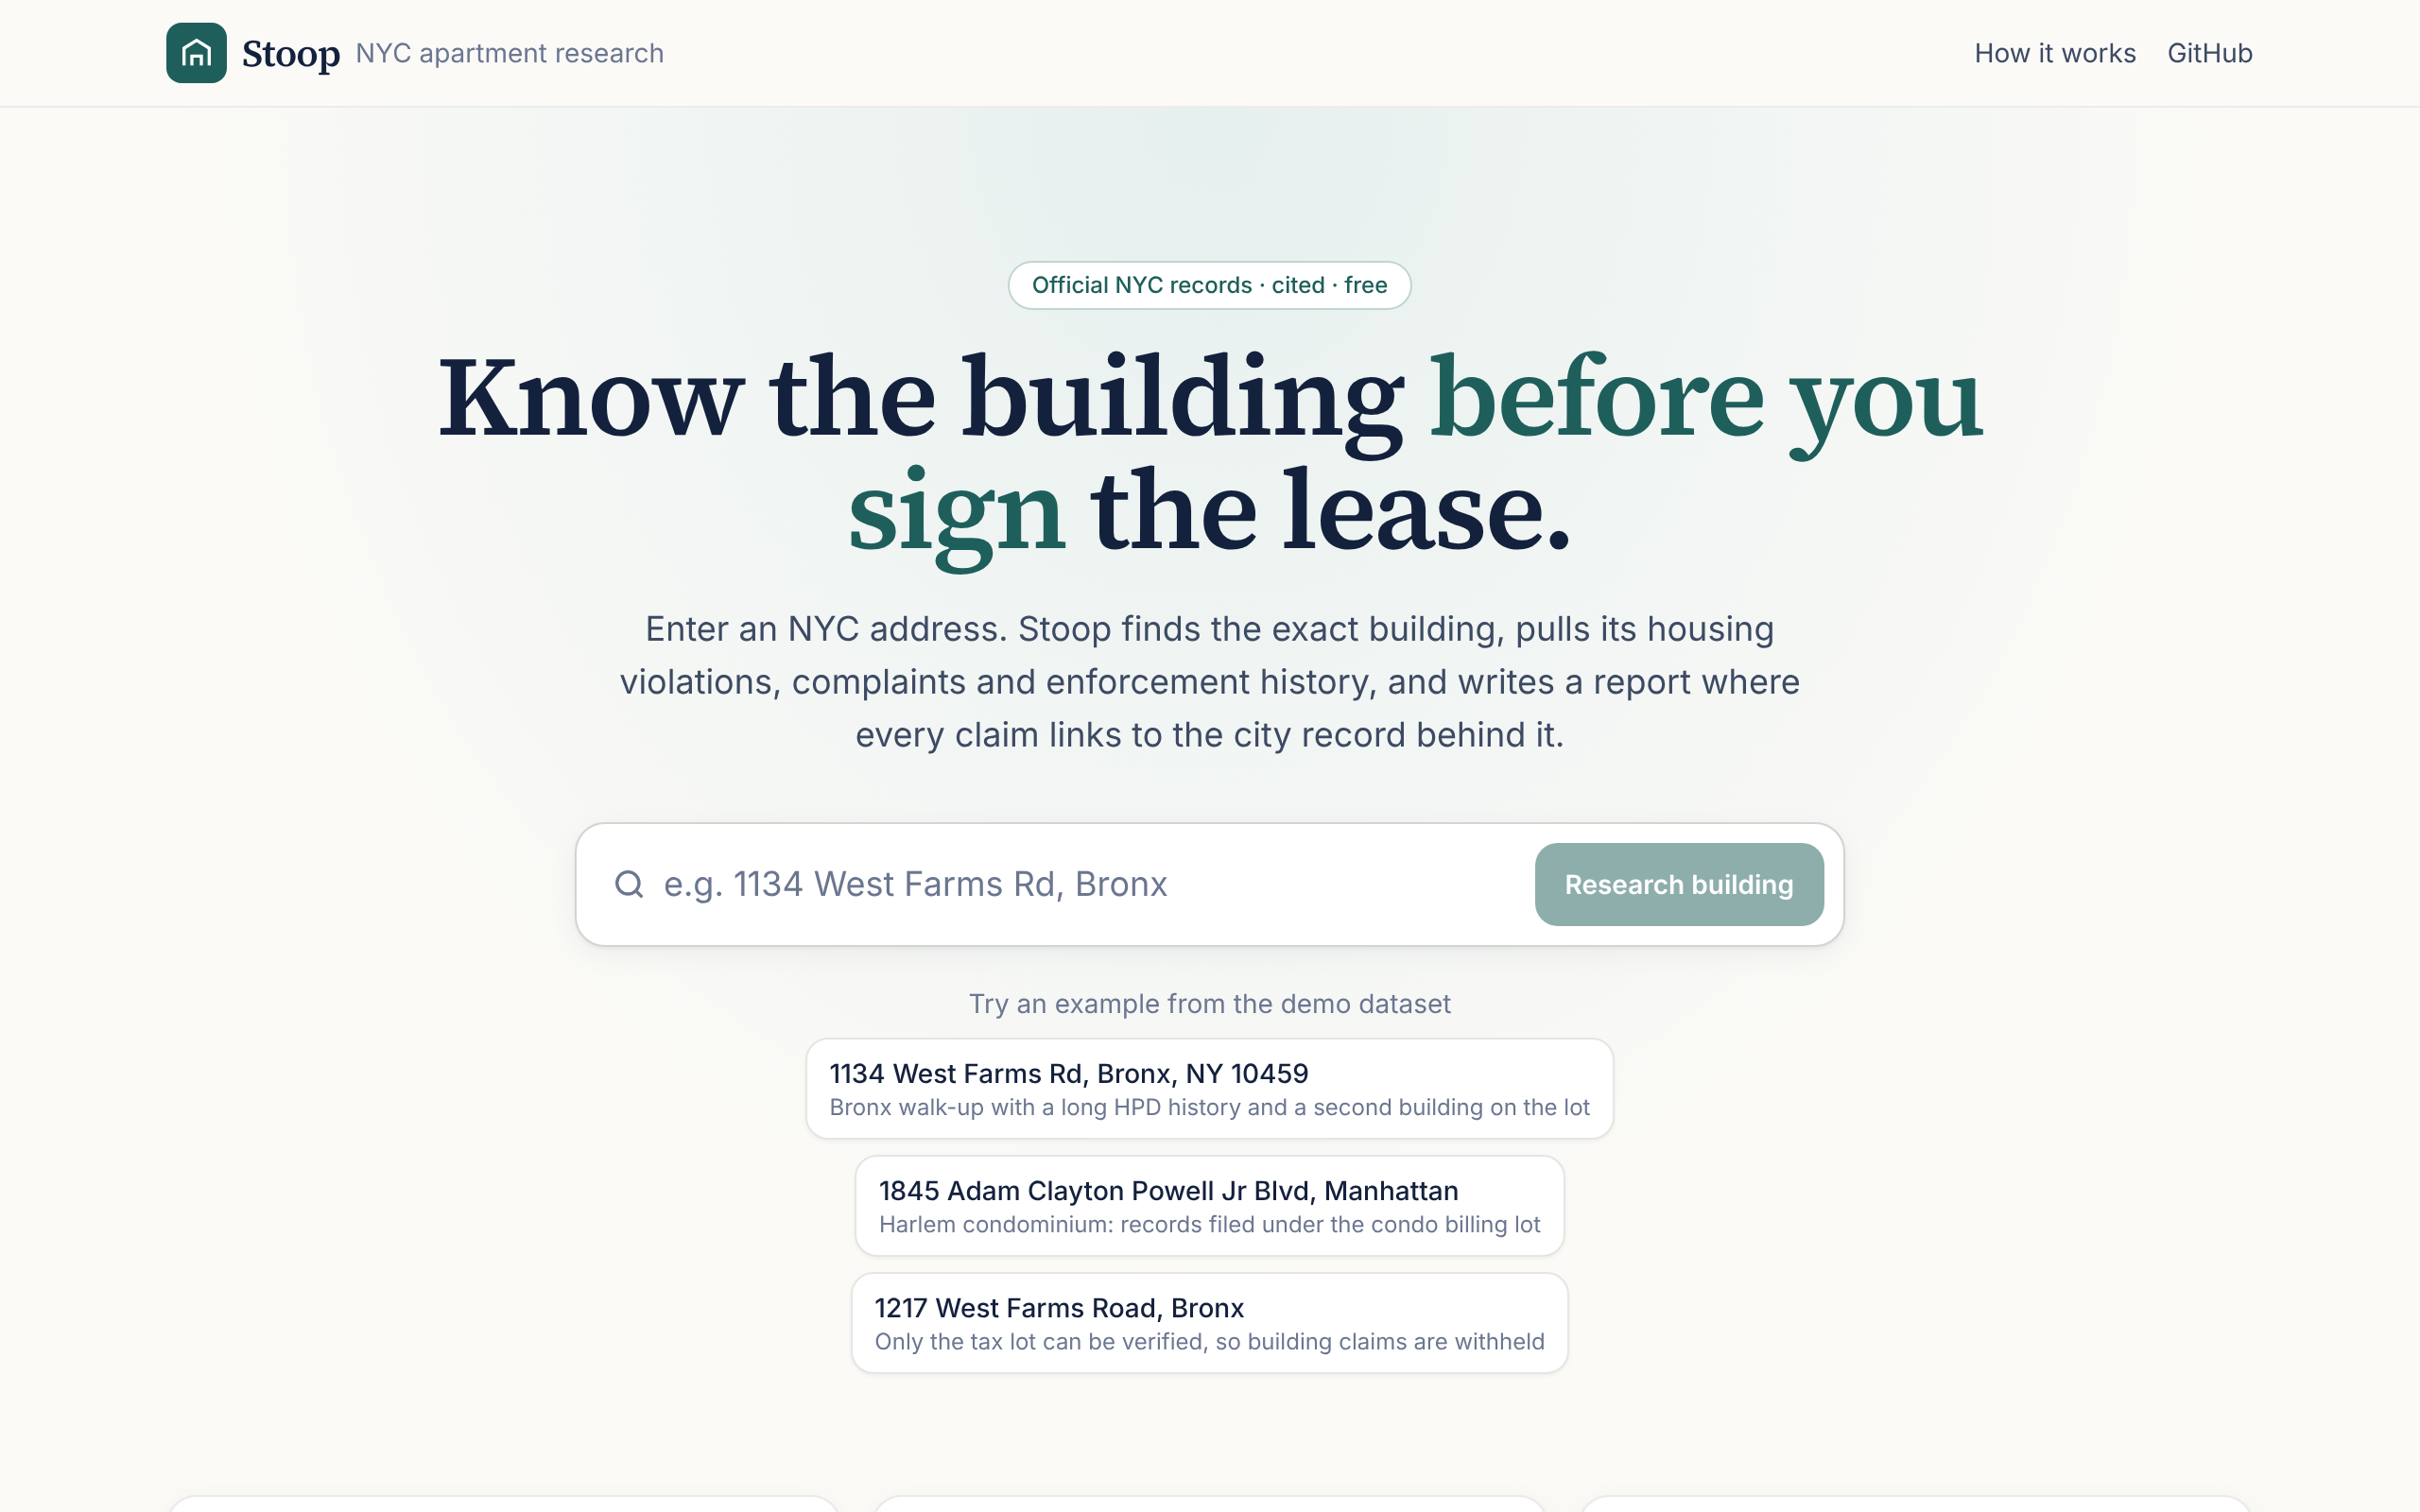 Stoop NYC apartment research
How it works GitHub
Official NYC records · cited · free
Know the building before you
sign the lease.
Enter an NYC address. Stoop finds the exact building, pulls its housing
violations, complaints and enforcement history, and writes a report where
every claim links to the city record behind it.
e.g. 1134 West Farms Rd, Bronx
Research building
Try an example from the demo dataset
1134 West Farms Rd, Bronx, NY 10459
Bronx walk-up with a long HPD history and a second building on the lot
1845 Adam Clayton Powell Jr Blvd, Manhattan
Harlem condominium: records filed under the condo billing lot
1217 West Farms Road, Bronx
Only the tax lot can be verified, so building claims are withheld